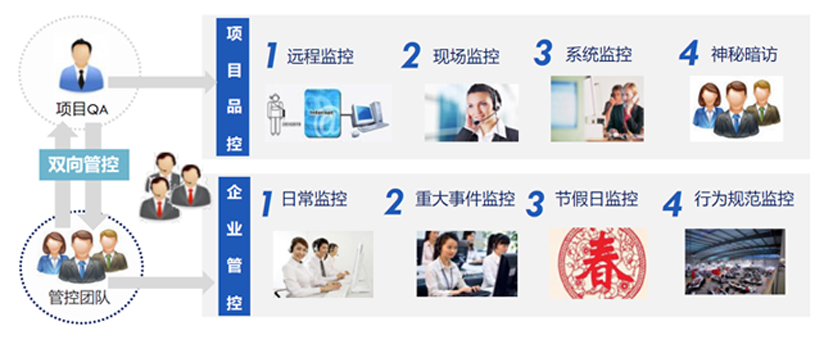 项目QA
双向管控
管控团队
项目品控
1 远程监控
2 现场监控
3 系统监控
4 神秘暗访
企业管控
1 日常监控
2 重大事件监控
3 节假日监控
4 行为规范监控
春